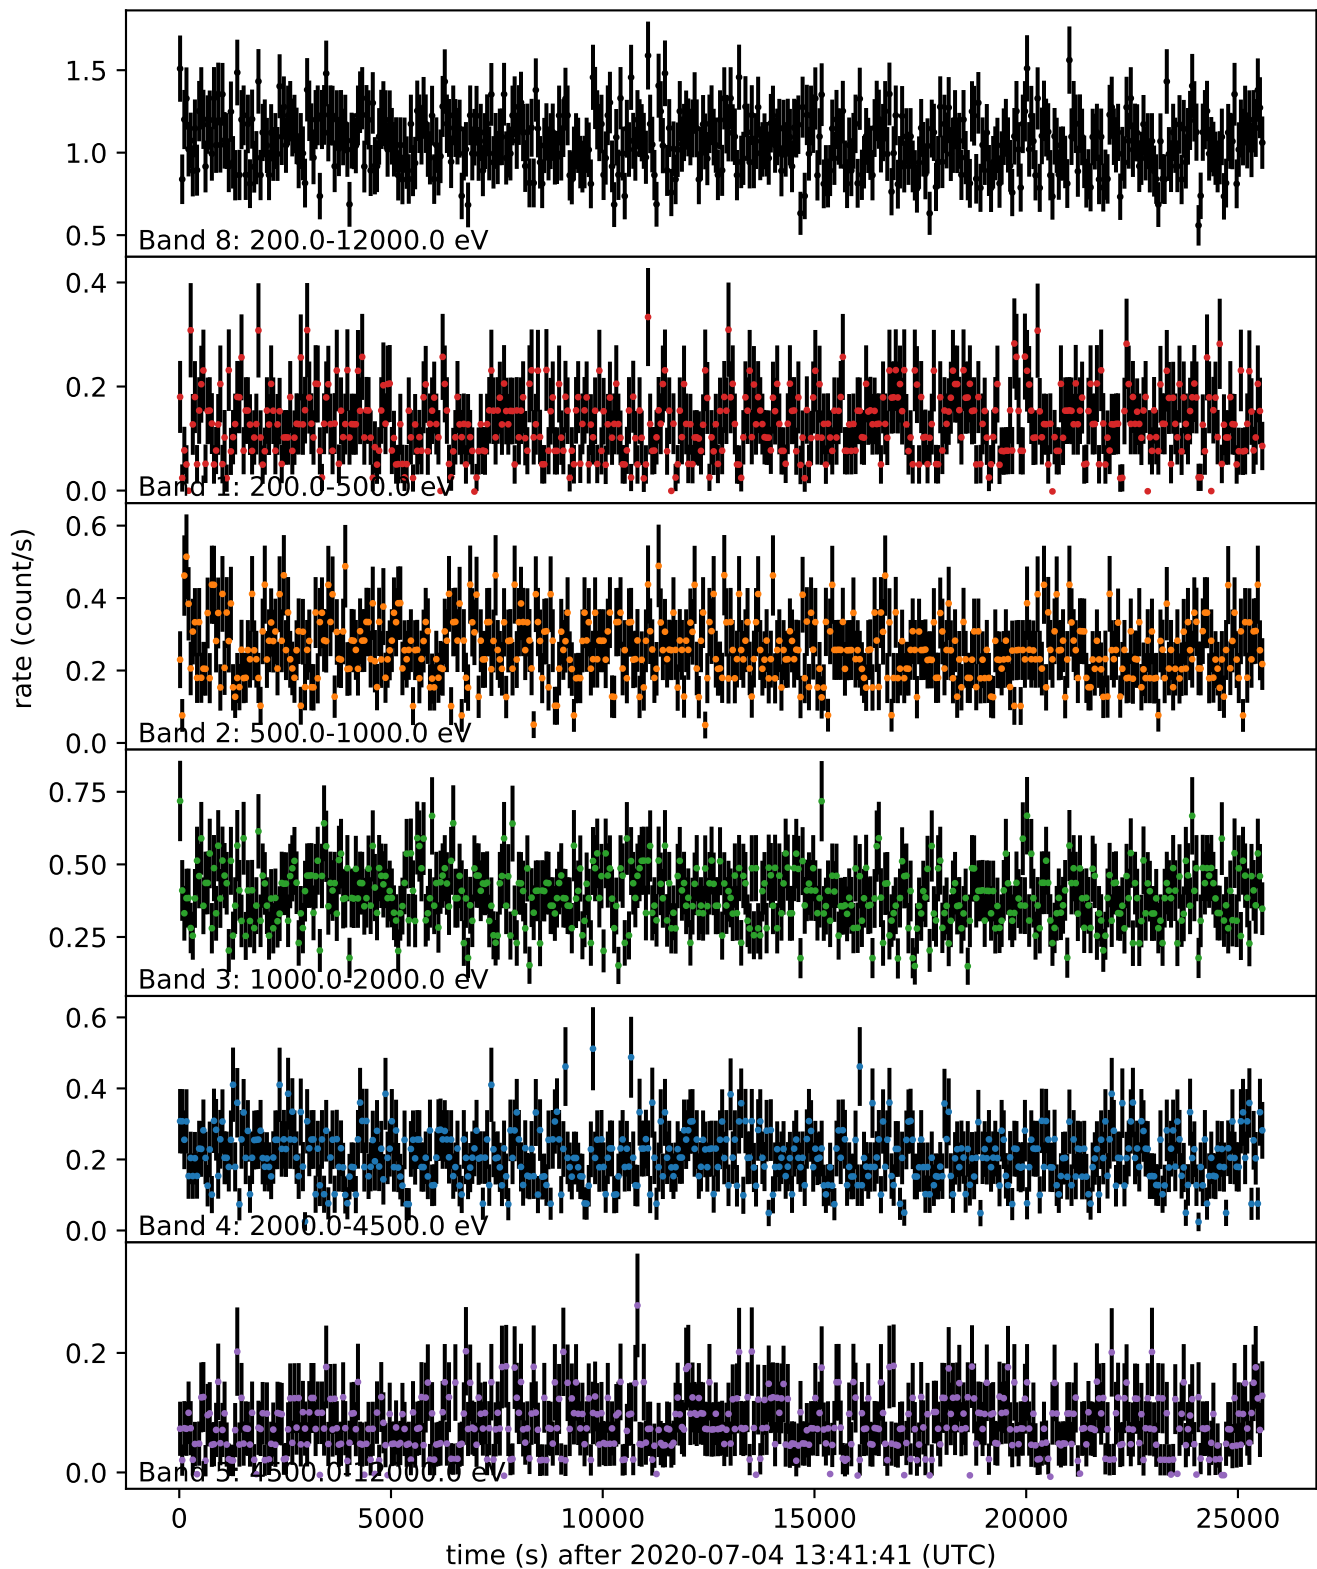 1.5
1.0
0.5
Band 8: 200.0-12000.0 eV
0.4
0.2
0.0
Band 1: 200.0-500.0 eV
0.6
0.4
0.2
0.0
Band 2: 500.0-1000.0 eV
rate (count/s)
0.75
0.50
0.25
Band 3: 1000.0-2000.0 eV
0.6
0.4
0.2
0.0
Band 4: 2000.0-4500.0 eV
0.2
0.0
Band 5: 4500.0-12000.0 eV
0 5000 10000 15000 20000 25000
time (s) after 2020-07-04 13:41:41 (UTC)